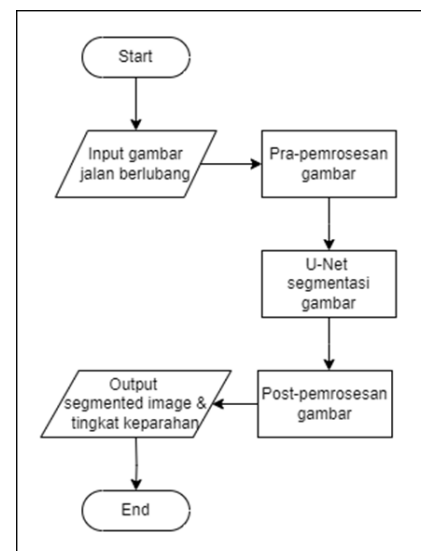 Start
Input gambar
jalan berlubang
Pra-pemrosesan
gambar
U-Net
segmentasi
gambar
Post-pemrosesan
gambar
Output
segmented image &
tingkat keparahan
End